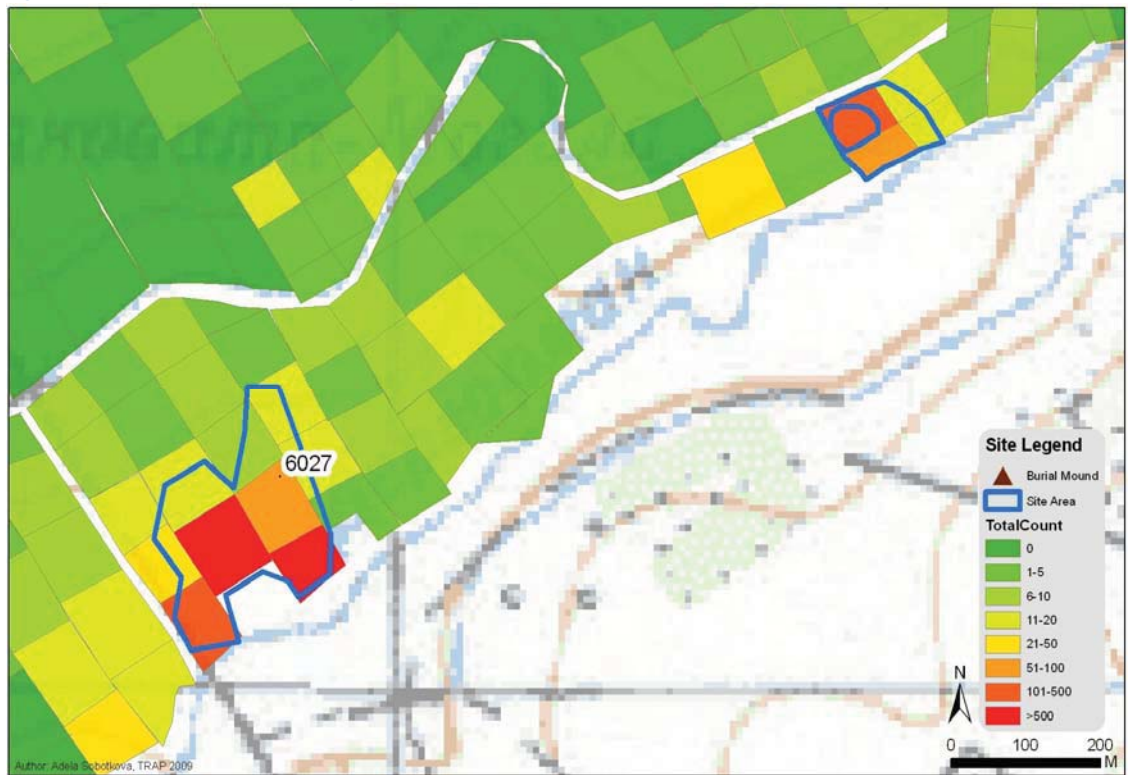 6027
Site Legend
Burial Mound
Site Area
TotalCount
0
1-5
6-10
11-20
21-50
51-100
101-500
>500
N
0 100 200
M
Author: Adela Sobotkova, TRAP 2009